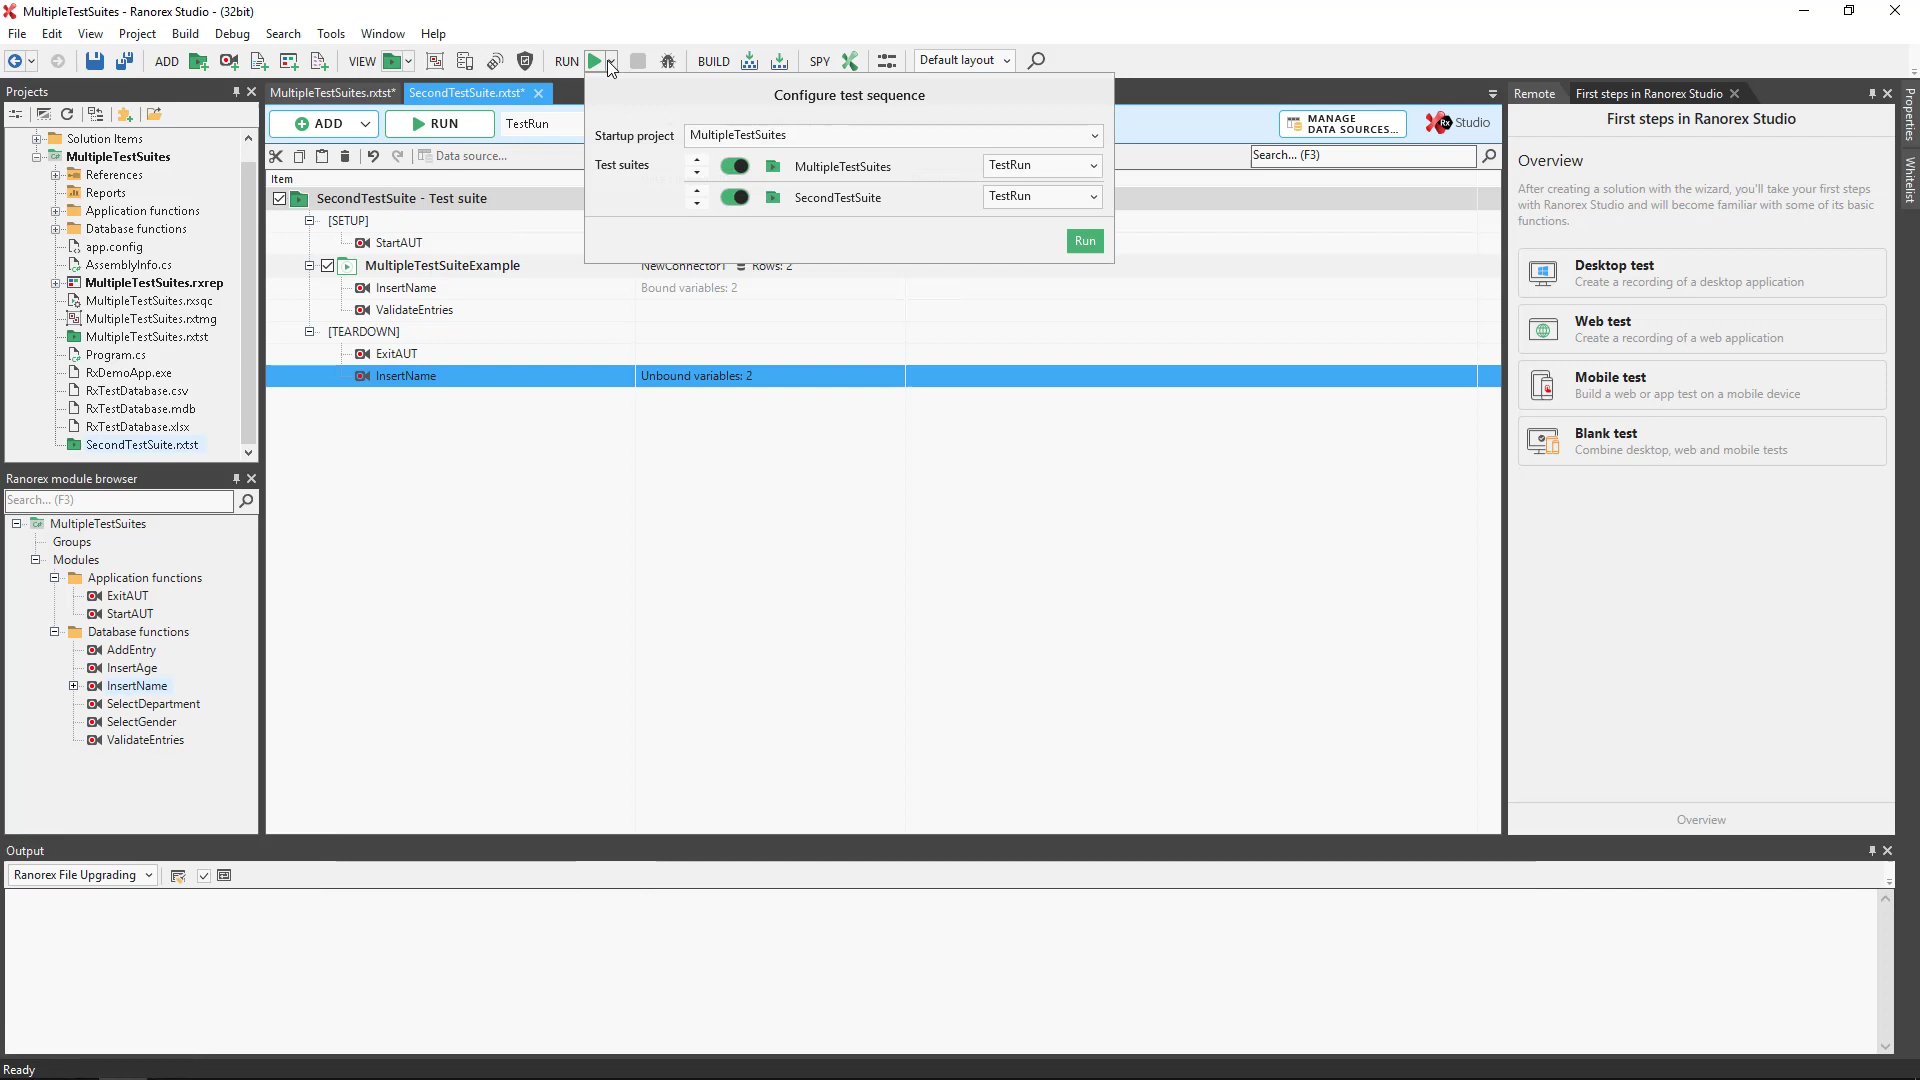 MultipleTestSuites - Ranorex Studio - (32bit)
File Edit View Project Build Debug Search Tools Window Help
ADD VIEW RUN BUILD SPY Default layout
Projects
Solution Items
MultipleTestSuites
References
Reports
Application functions
Database functions
app.config
AssemblyInfo.cs
MultipleTestSuites.rxrep
MultipleTestSuites.rxsqc
MultipleTestSuites.rxtmg
MultipleTestSuites.rxtst
Program.cs
RxDemoApp.exe
RxTestDatabase.csv
RxTestDatabase.mdb
RxTestDatabase.xlsx
SecondTestSuite.rxtst
Ranorex module browser
Search... (F3)
MultipleTestSuites
Groups
Modules
Application functions
ExitAUT
StartAUT
Database functions
AddEntry
InsertAge
InsertName
SelectDepartment
SelectGender
ValidateEntries
MultipleTestSuites.rxtst* SecondTestSuite.rxtst*
ADD RUN TestRun
MANAGE
DATA SOURCES...
Rx Studio
Data source...
Search... (F3)
Item
SecondTestSuite - Test suite
[SETUP]
StartAUT
MultipleTestSuiteExample NewConnector1 Rows: 2
InsertName Bound variables: 2
ValidateEntries
[TEARDOWN]
ExitAUT
InsertName Unbound variables: 2
Configure test sequence
Startup project MultipleTestSuites
Test suites MultipleTestSuites TestRun
SecondTestSuite TestRun
Run
Remote First steps in Ranorex Studio
First steps in Ranorex Studio
Overview
After creating a solution with the wizard, you'll take your first steps
with Ranorex Studio and will become familiar with some of its basic
functions.
Desktop test
Create a recording of a desktop application
Web test
Create a recording of a web application
Mobile test
Build a web or app test on a mobile device
Blank test
Combine desktop, web and mobile tests
Overview
Properties
Whitelist
Output
Ranorex File Upgrading
Ready